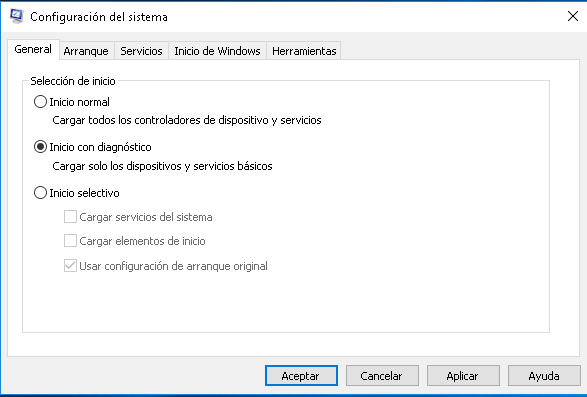 Configuración del sistema
General
Arranque
Servicios
Inicio de Windows
Herramientas
Selección de inicio
Inicio normal
Cargar todos los controladores de dispositivo y servicios
Inicio con diagnóstico
Cargar solo los dispositivos y servicios básicos
Inicio selectivo
Cargar servicios del sistema
Cargar elementos de inicio
Usar configuración de arranque original
Aceptar
Cancelar
Aplicar
Ayuda